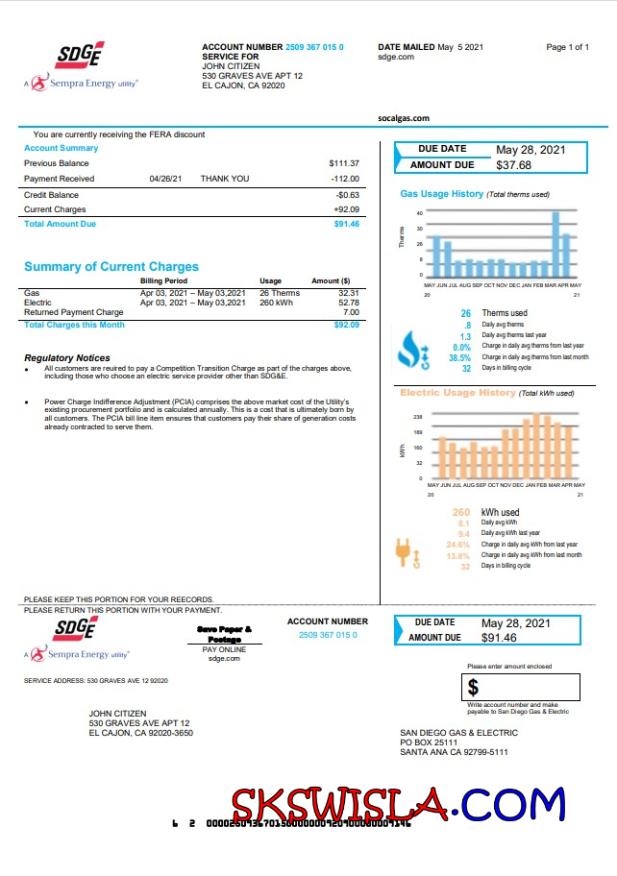 SDGE
A Sempra Energy utility®
ACCOUNT NUMBER 2509 367 015 0
SERVICE FOR
JOHN CITIZEN
530 GRAVES AVE APT 12
EL CAJON, CA 92020
DATE MAILED May 5 2021
sdge.com
Page 1 of 1
socalgas.com
You are currently receiving the FERA discount
Account Summary
Previous Balance $111.37
Payment Received 04/26/21 THANK YOU -112.00
Credit Balance -$0.63
Current Charges +92.09
Total Amount Due $91.46
DUE DATE May 28, 2021
AMOUNT DUE $37.68
Summary of Current Charges
Billing Period Usage Amount ($)
Gas Apr 03, 2021 – May 03,2021 26 Therms 32.31
Electric Apr 03, 2021 – May 03,2021 260 kWh 52.78
Returned Payment Charge 7.00
Total Charges this Month $92.09
Regulatory Notices
• All customers are reuired to pay a Competition Transition Charge as part of the charges above,
including those who choose an electric service provider other than SDG&E.
• Power Charge Indifference Adjustment (PCIA) comprises the above market cost of the Utility's
existing procurement portfolio and is calculated annually. This is a cost that is ultimately born by
all customers. The PCIA bill line item ensures that customers pay their share of generation costs
already contracted to serve them.
Gas Usage History (Total therms used)
Therms
40
30
26
8
0
MAY JUN JUL AUG SEP OCT NOV DEC JAN FEB MAR APR MAY
20 21
26 Therms used
.8 Daily avg therms
1.3 Daily avg therms last year
0.0% Charge in daily avg therms from last year
38.5% Charge in daily avg therms from last month
32 Days in billing cycle
Electric Usage History (Total kWh used)
kWh
238
189
160
32
0
MAY JUN JUL AUG SEP OCT NOV DEC JAN FEB MAR APR MAY
20 21
260 kWh used
8.1 Daily avg kWh
9.4 Daily avg kWh last year
24.6% Charge in daily avg kWh from last year
13.8% Charge in daily avg kWh from last month
32 Days in billing cycle
PLEASE KEEP THIS PORTION FOR YOUR REECORDS.
PLEASE RETURN THIS PORTION WITH YOUR PAYMENT.
SDGE
A Sempra Energy utility®
Save Paper &
Postage
PAY ONLINE
sdge.com
ACCOUNT NUMBER
2509 367 015 0
DUE DATE May 28, 2021
AMOUNT DUE $91.46
SERVICE ADDRESS: 530 GRAVES AVE 12 92020
Please enter amount enclosed
$
Write account number and make
payable to San Diego Gas & Electric
JOHN CITIZEN
530 GRAVES AVE APT 12
EL CAJON, CA 92020-3650
SAN DIEGO GAS & ELECTRIC
PO BOX 25111
SANTA ANA CA 92799-5111
SKSWISLA.COM